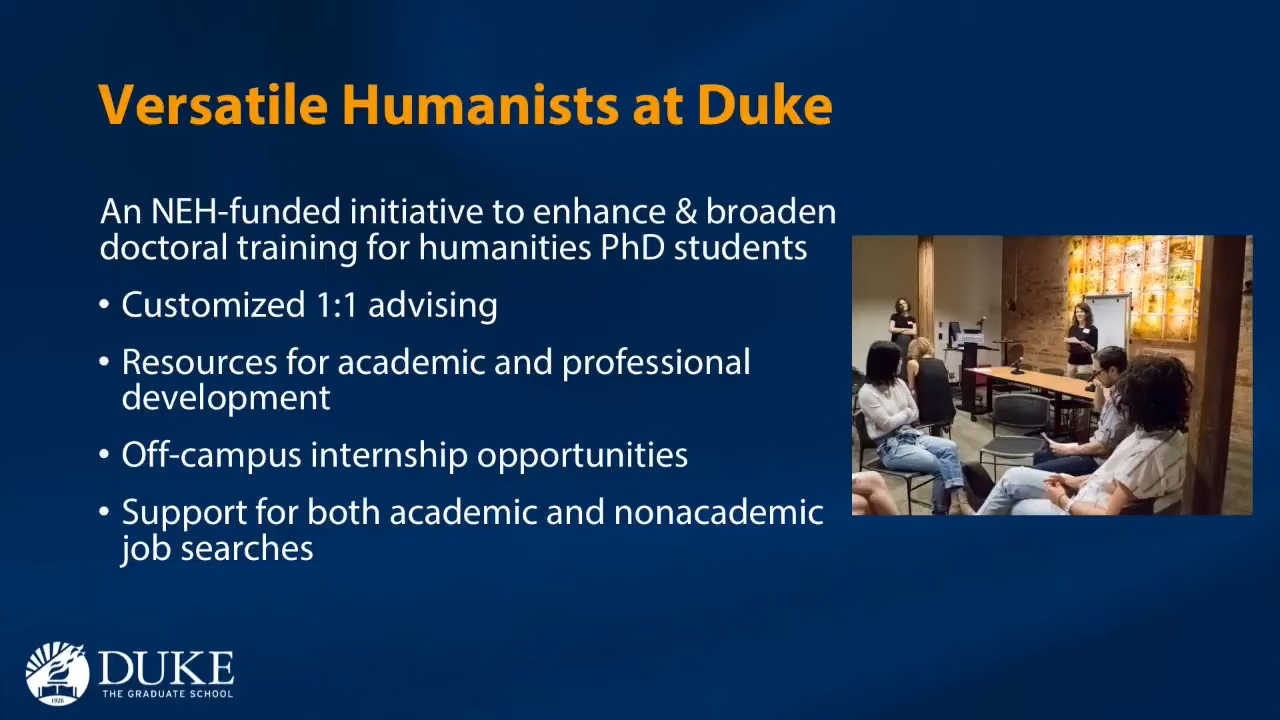 Versatile Humanists at Duke
An NEH-funded initiative to enhance & broaden
doctoral training for humanities PhD students
• Customized 1:1 advising
• Resources for academic and professional
development
• Off-campus internship opportunities
• Support for both academic and nonacademic
job searches
1926
DUKE
THE GRADUATE SCHOOL